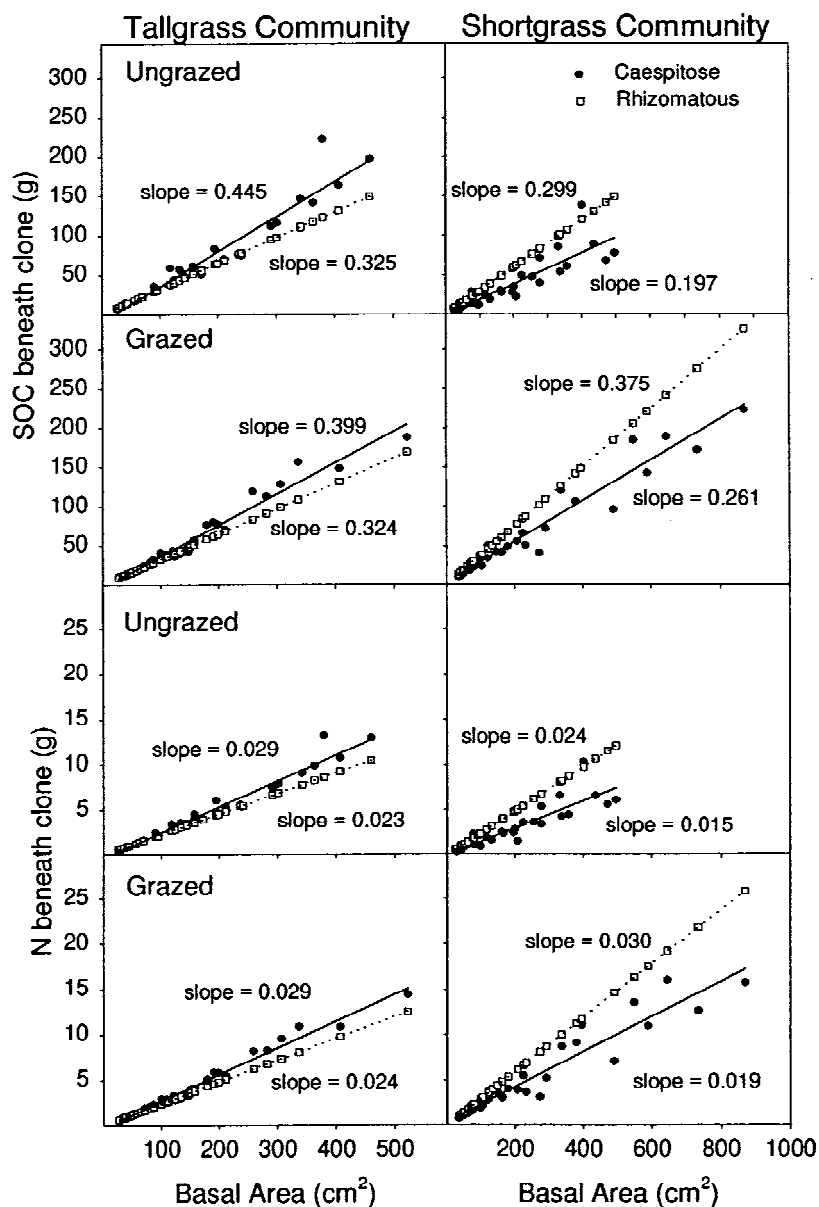 Tallgrass Community Shortgrass Community
Ungrazed
Caespitose
Rhizomatous
SOC beneath clone (g)
300
250
200
150
100
50
slope = 0.445
slope = 0.325
slope = 0.299
slope = 0.197
Grazed
300
250
200
150
100
50
slope = 0.399
slope = 0.324
slope = 0.375
slope = 0.261
N beneath clone (g)
Ungrazed
25
20
15
10
5
slope = 0.029
slope = 0.023
slope = 0.024
slope = 0.015
Grazed
25
20
15
10
5
slope = 0.029
slope = 0.024
slope = 0.030
slope = 0.019
100 200 300 400 500
200 400 600 800 1000
Basal Area (cm²)
Basal Area (cm²)